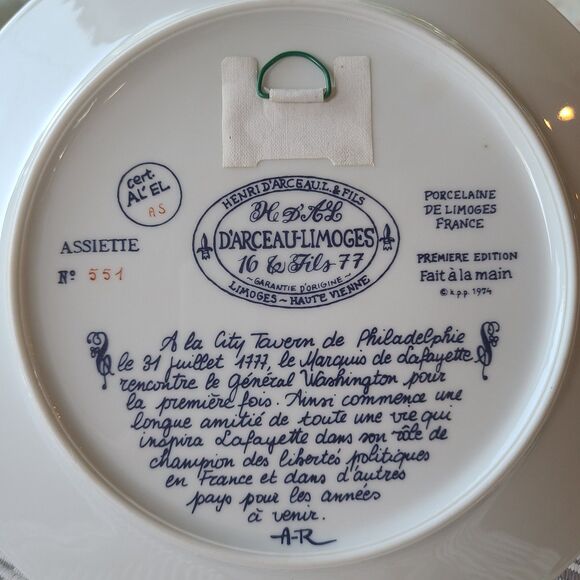 cert.
AL'EL
AS
ASSIETTE
Nº 551
HENRI D'ARCEAU L. & FILS
H D'A L
D'ARCEAU-LIMOGES
16 & Fils 77
~GARANTIE D'ORIGINE~
LIMOGES ~ HAUTE VIENNE
PORCELAINE
DE LIMOGES
FRANCE
PREMIÈRE EDITION
Fait à la main
© k.p.p. 1974
A la City Tavern de Philadelphie
le 31 juillet 1777, le Marquis de Lafayette
rencontre le général Washington pour
la première fois. Ainsi commence une
longue amitié de toute une vie qui
inspira Lafayette dans son rôle de
champion des libertés politiques
en France et dans d'autres
pays pour les années
à venir.
A-R